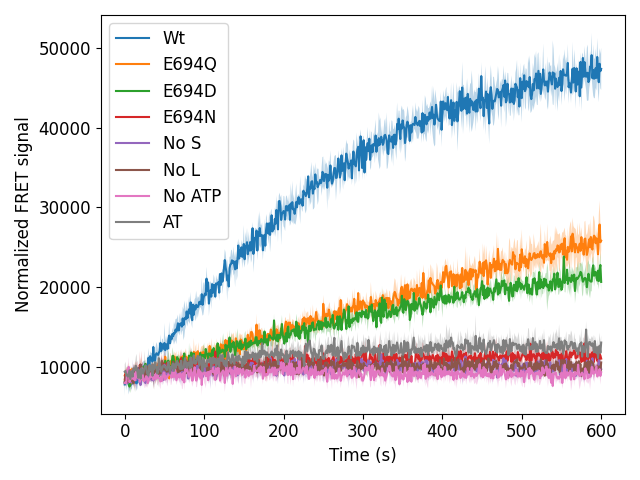 Wt
E694Q
E694D
E694N
No S
No L
No ATP
AT
50000
40000
30000
20000
10000
Normalized FRET signal
0
100
200
300
400
500
600
Time (s)